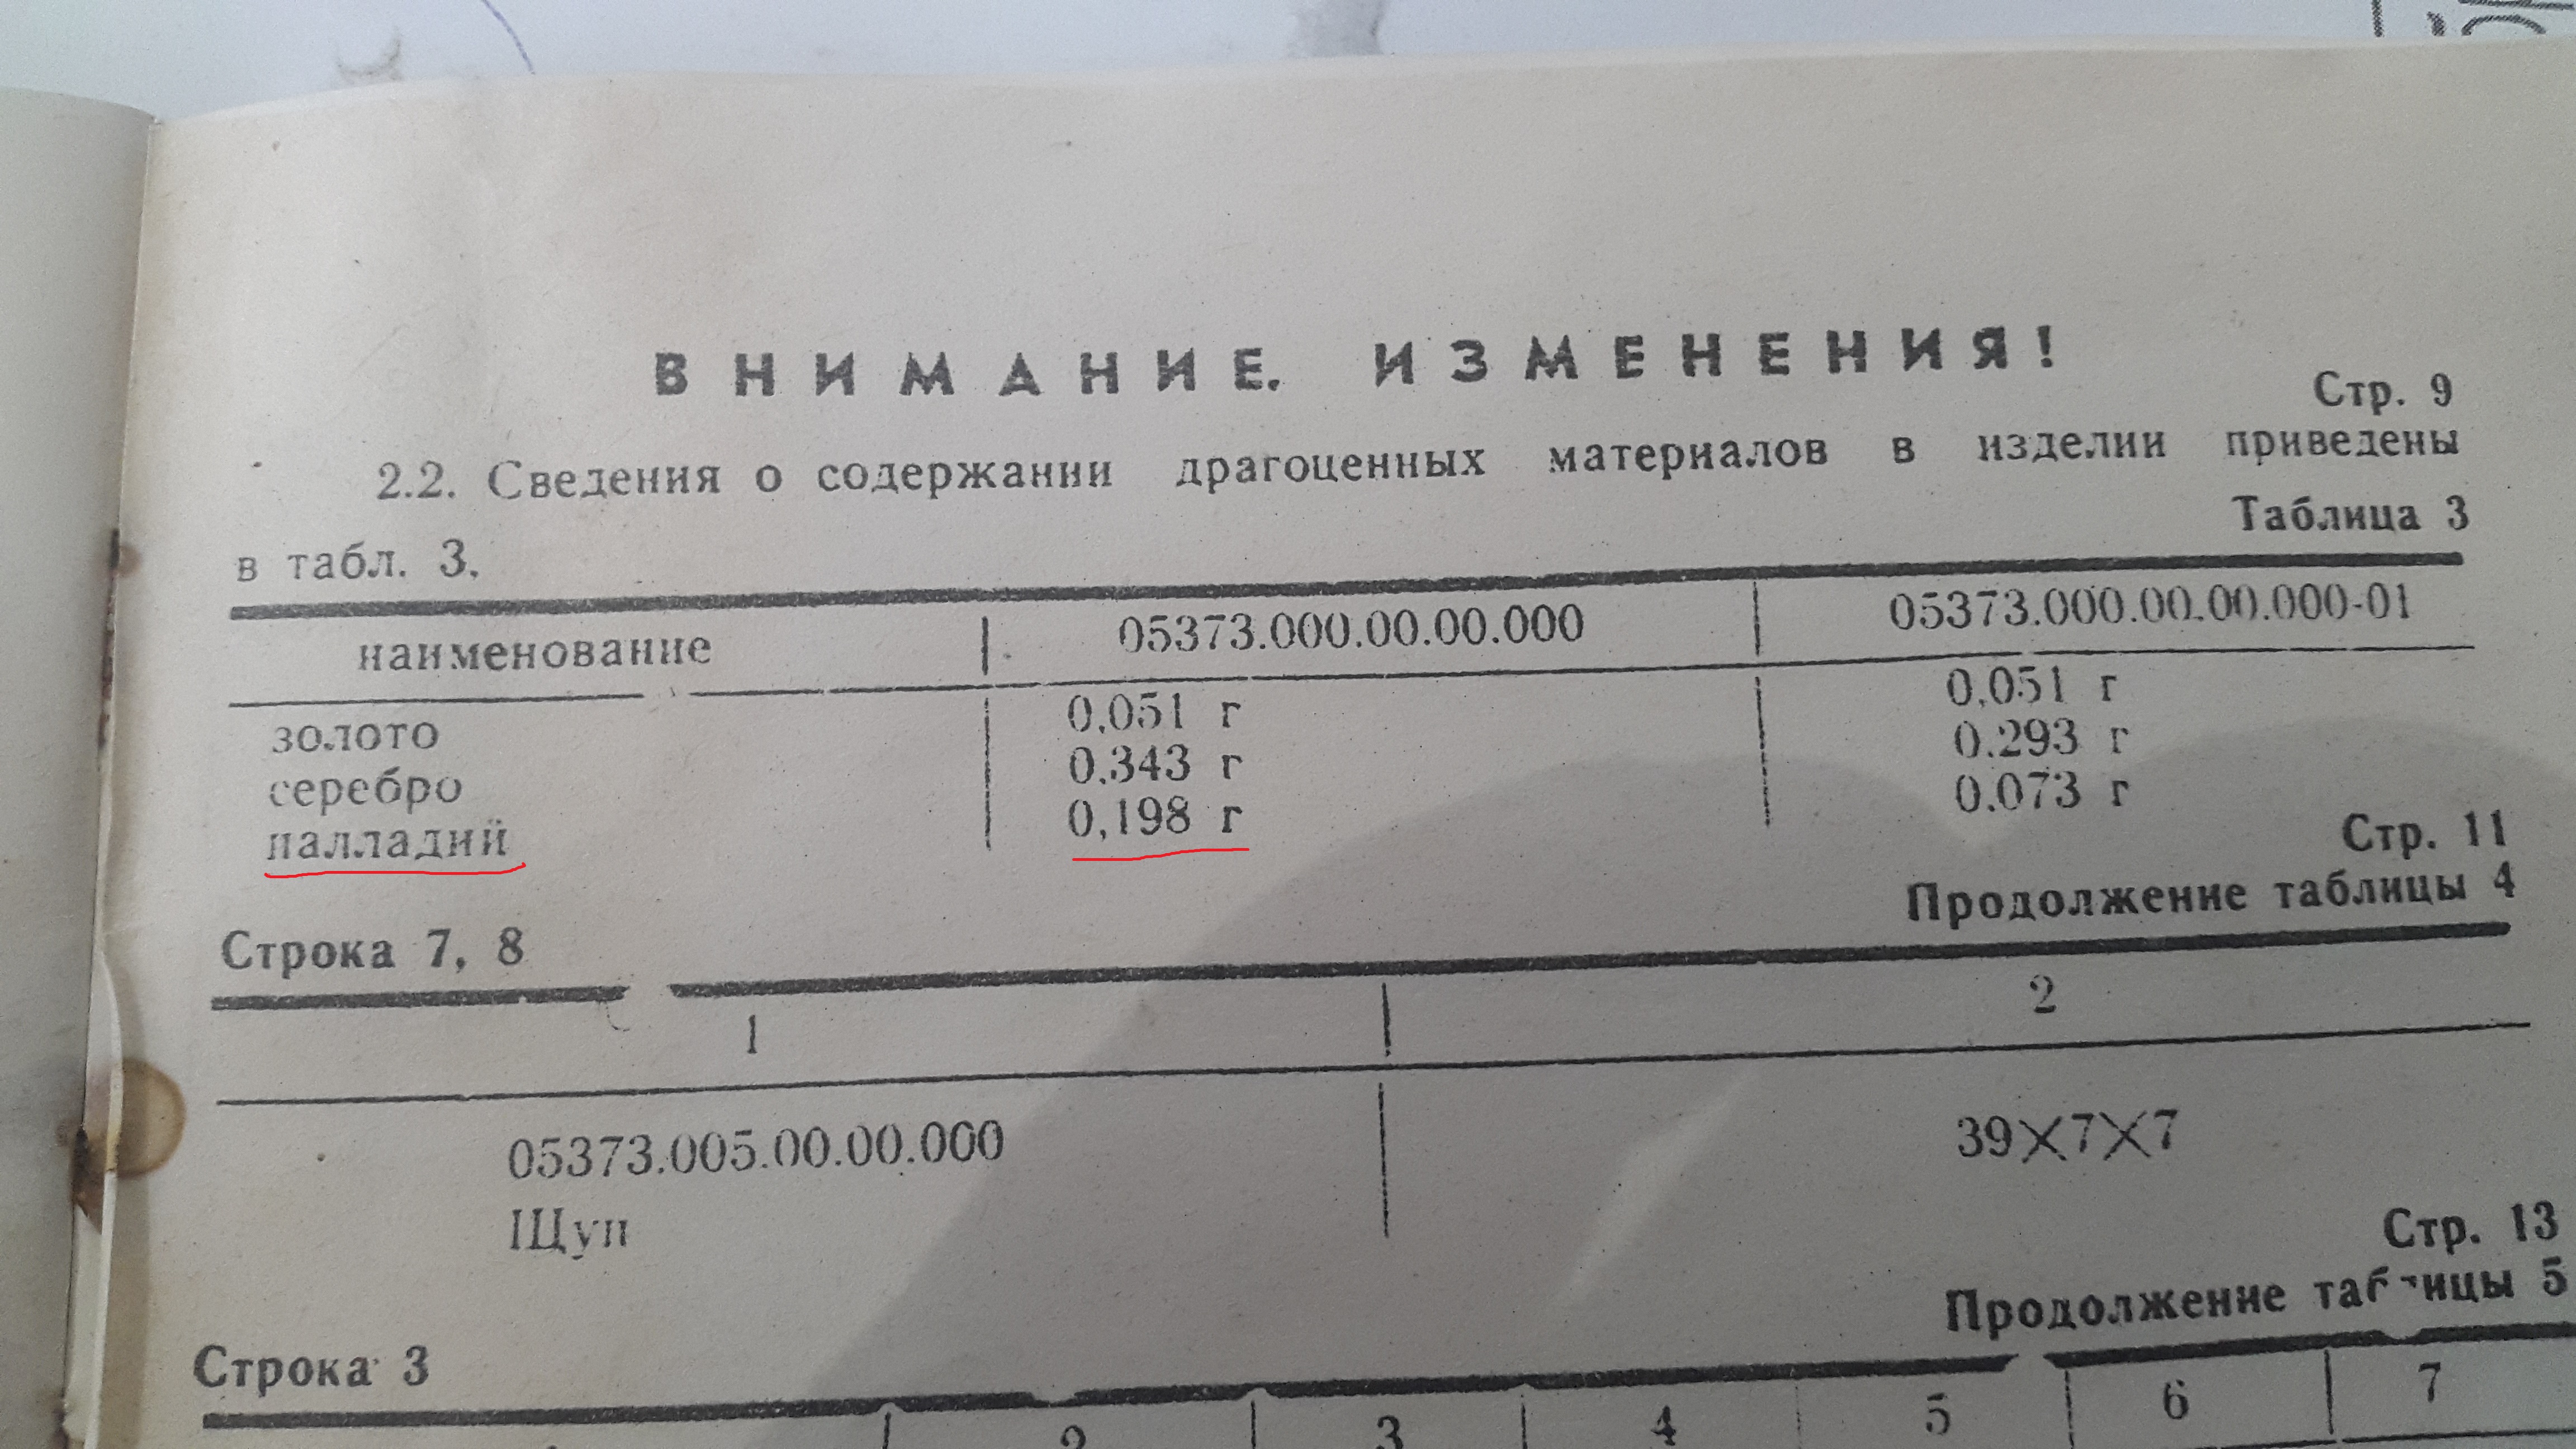 ВНИМАНИЕ. ИЗМЕНЕНИЯ!
Стр. 9
2.2. Сведения о содержании драгоценных материалов в изделии приведены
в табл. 3.
Таблица 3
наименование 05373.000.00.00.000 05373.000.00.00.000-01
золото 0,051 г 0,051 г
серебро 0,343 г 0.293 г
палладий 0,198 г 0.073 г
Стр. 11
Строка 7, 8 Продолжение таблицы 4
1 2
05373.005.00.00.000 39×7×7
Щуп
Стр. 13
Строка 3 Продолжение таблицы 5
2 3 4 5 6 7